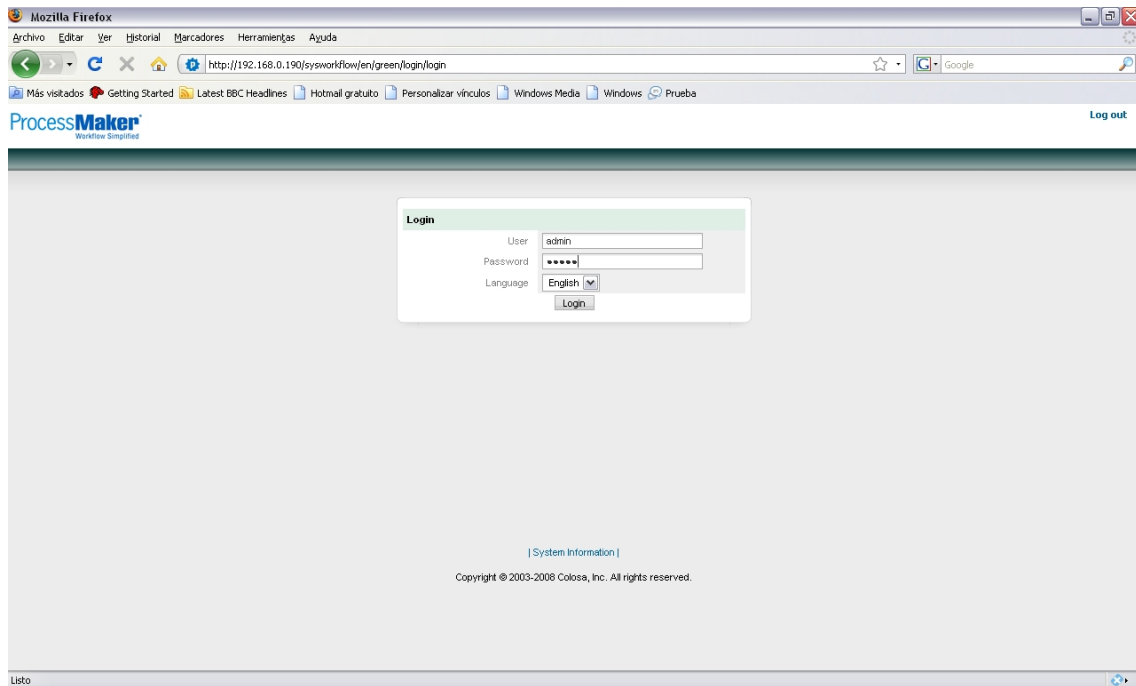 Mozilla Firefox
Archivo Editar Ver Historial Marcadores Herramientas Ayuda
http://192.168.0.190/sysworkflow/en/green/login/login
Google
Más visitados Getting Started Latest BBC Headlines Hotmail gratuito Personalizar vínculos Windows Media Windows Prueba
ProcessMaker
Workflow Simplified
Log out
Login
User admin
Password •••••
Language English
Login
| System Information |
Copyright © 2003-2008 Colosa, Inc. All rights reserved.
Listo